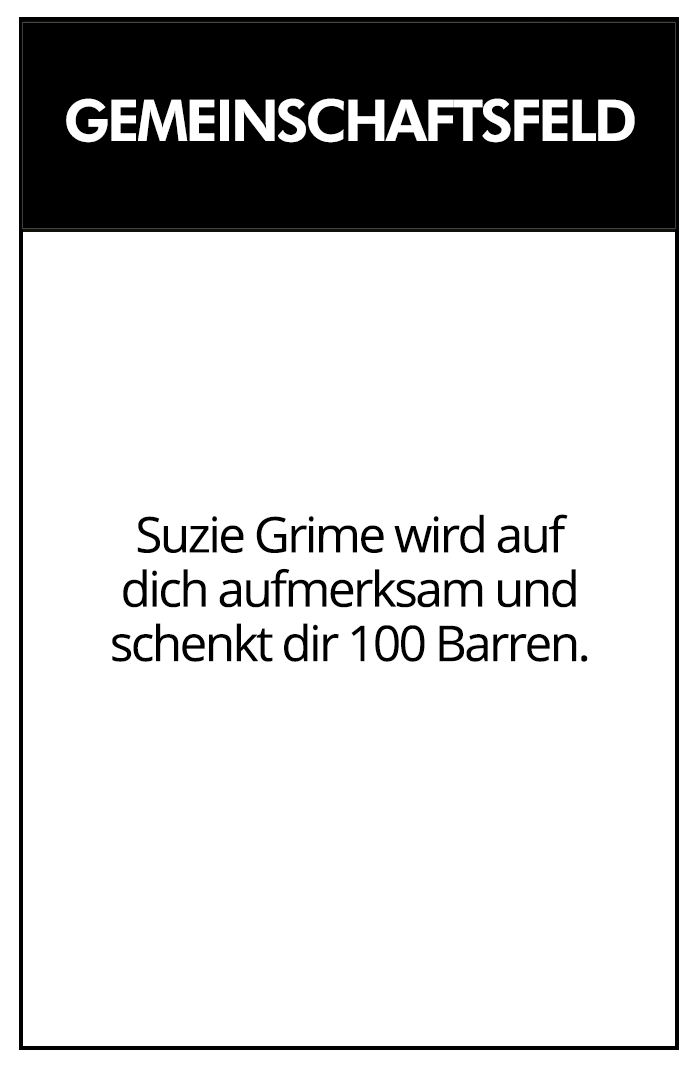 GEMEINSCHAFTSFELD
Suzie Grime wird auf
dich aufmerksam und
schenkt dir 100 Barren.